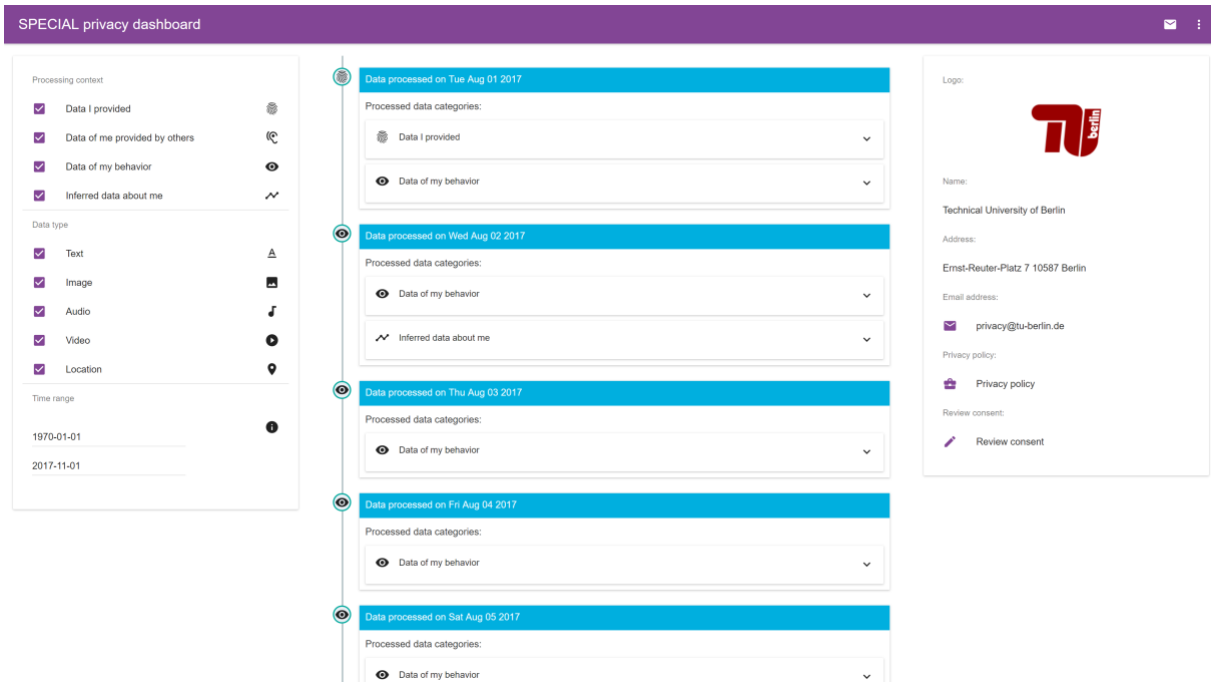 SPECIAL privacy dashboard
Processing context
Data I provided
Data of me provided by others
Data of my behavior
Inferred data about me
Data type
Text
A
Image
Audio
Video
Location
Time range
1970-01-01
2017-11-01
Data processed on Tue Aug 01 2017
Processed data categories:
Data I provided
Data of my behavior
Data processed on Wed Aug 02 2017
Processed data categories:
Data of my behavior
Inferred data about me
Data processed on Thu Aug 03 2017
Processed data categories:
Data of my behavior
Data processed on Fri Aug 04 2017
Processed data categories:
Data of my behavior
Data processed on Sat Aug 05 2017
Processed data categories:
Data of my behavior
Logo:
TU berlin
Name:
Technical University of Berlin
Address:
Ernst-Reuter-Platz 7 10587 Berlin
Email address:
privacy@tu-berlin.de
Privacy policy:
Privacy policy
Review consent:
Review consent